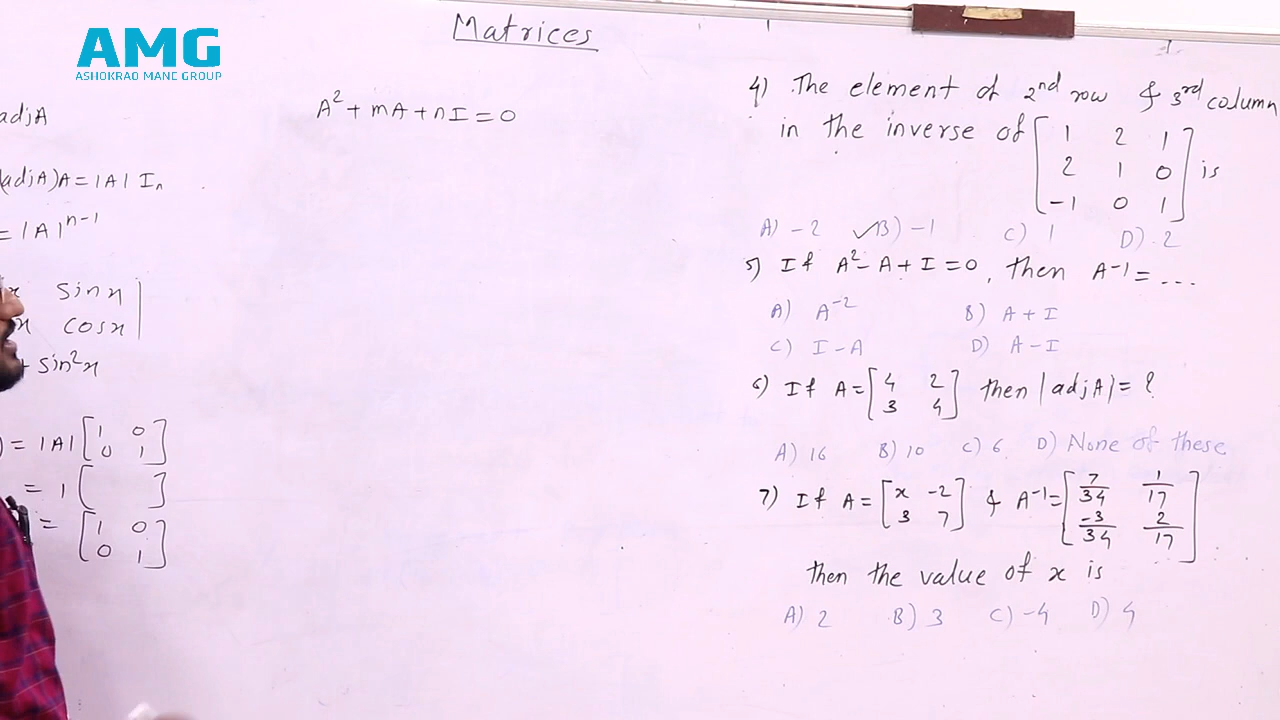 AMG
ASHOKRAO MANE GROUP
Matrices
adjA
(adjA)A = |A| Iₙ
= |A|ⁿ⁻¹
x sinx |
x cosx |
+ sin²x
) = |A| [1 0
0 1]
= 1 [ ]
= [1 0
0 1]
A² + mA + nI = 0
4) The element of 2nd row & 3rd column
in the inverse of [1 2 1
2 1 0 is
-1 0 1]
A) -2 ✓B) -1 C) 1 D) 2
5) If A² - A + I = 0, then A⁻¹ = ...
A) A⁻² B) A + I
C) I - A D) A - I
6) If A = [4 2 then |adjA| = ?
3 4]
A) 16 B) 10 C) 6 D) None of these
7) If A = [x -2 & A⁻¹ = [7/34 1/17
3 7] -3/34 2/17]
then the value of x is
A) 2 B) 3 C) -4 D) 4